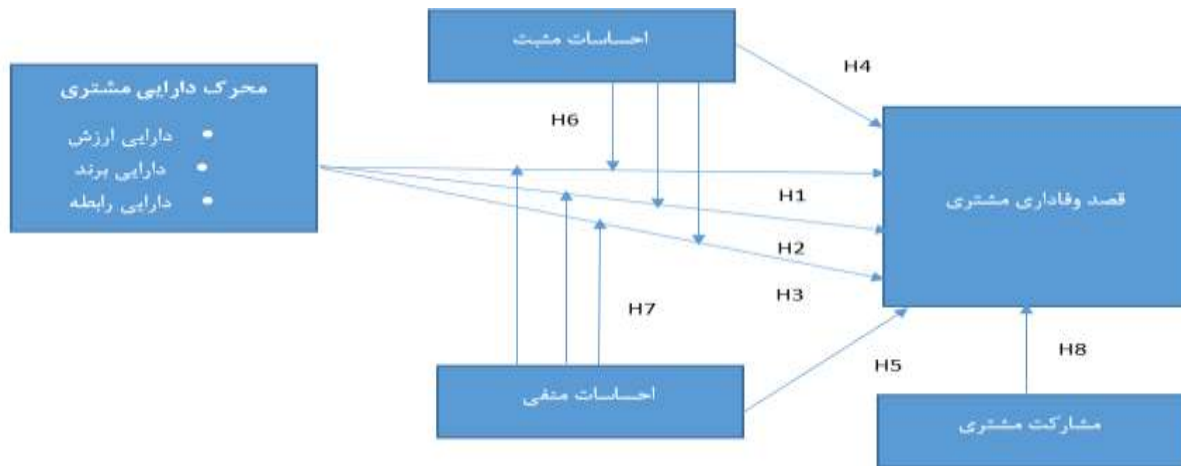 احساسات مثبت
محرک دارایی مشتری
• دارایی ارزش
• دارایی برند
• دارایی رابطه
H4
H6
قصد وفاداری مشتری
H1
H2
H3
H7
H5
H8
احساسات منفی
مشارکت مشتری